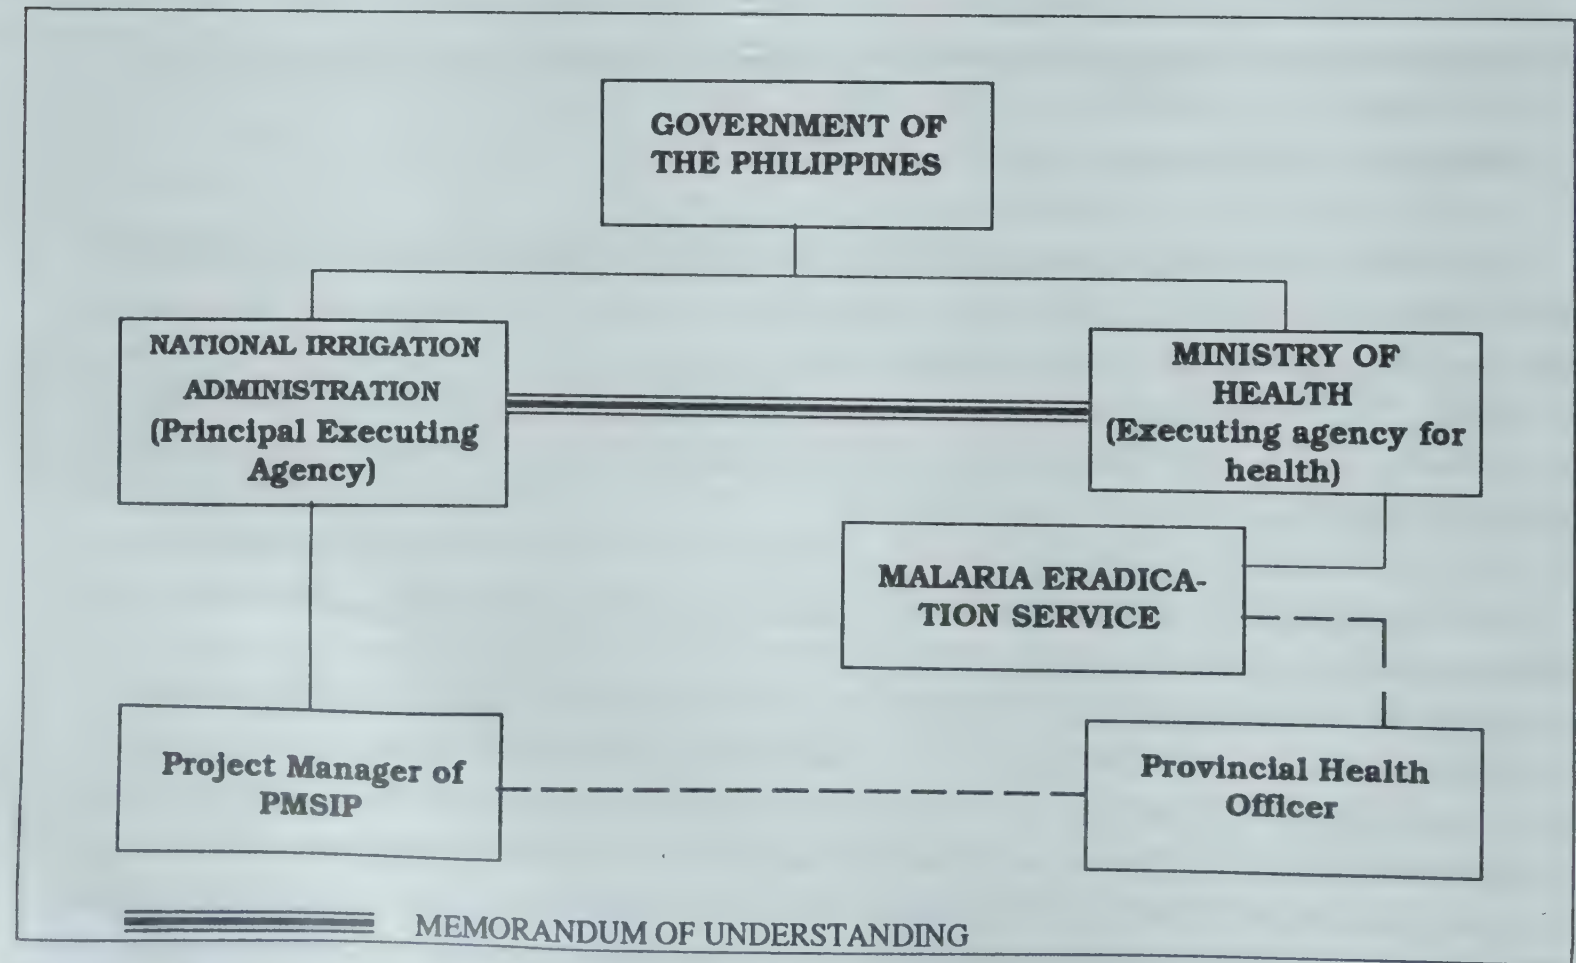 GOVERNMENT OF
THE PHILIPPINES
NATIONAL IRRIGATION
ADMINISTRATION
(Principal Executing
Agency)
MINISTRY OF
HEALTH
(Executing agency for
health)
MALARIA ERADICA-
TION SERVICE
Project Manager of
PMSIP
Provincial Health
Officer
MEMORANDUM OF UNDERSTANDING